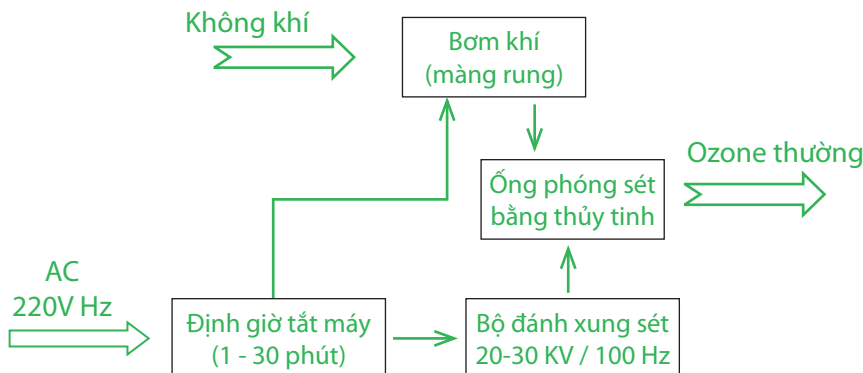 Không khí
Bơm khí
(màng rung)
Ống phóng sét
bằng thủy tinh
Ozone thường
AC
220V Hz
Định giờ tắt máy
(1 - 30 phút)
Bộ đánh xung sét
20-30 KV / 100 Hz